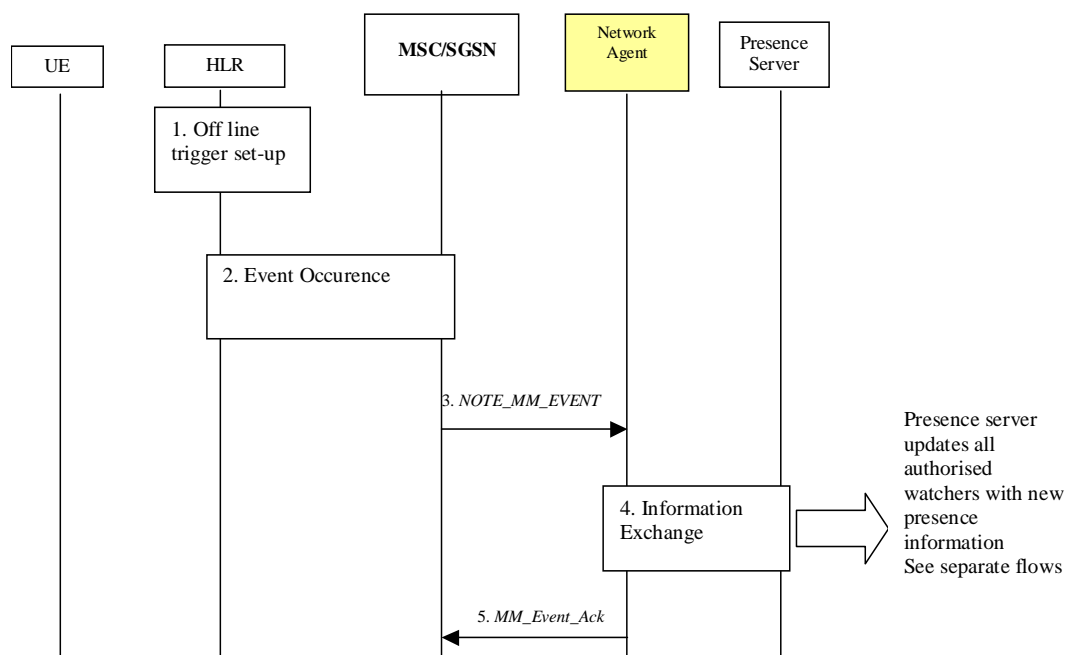 UE
HLR
MSC/SGSN
Network
Agent
Presence
Server
1. Off line
trigger set-up
2. Event Occurence
3. NOTE_MM_EVENT
4. Information
Exchange
Presence server
updates all
authorised
watchers with new
presence
information
See separate flows
5. MM_Event_Ack